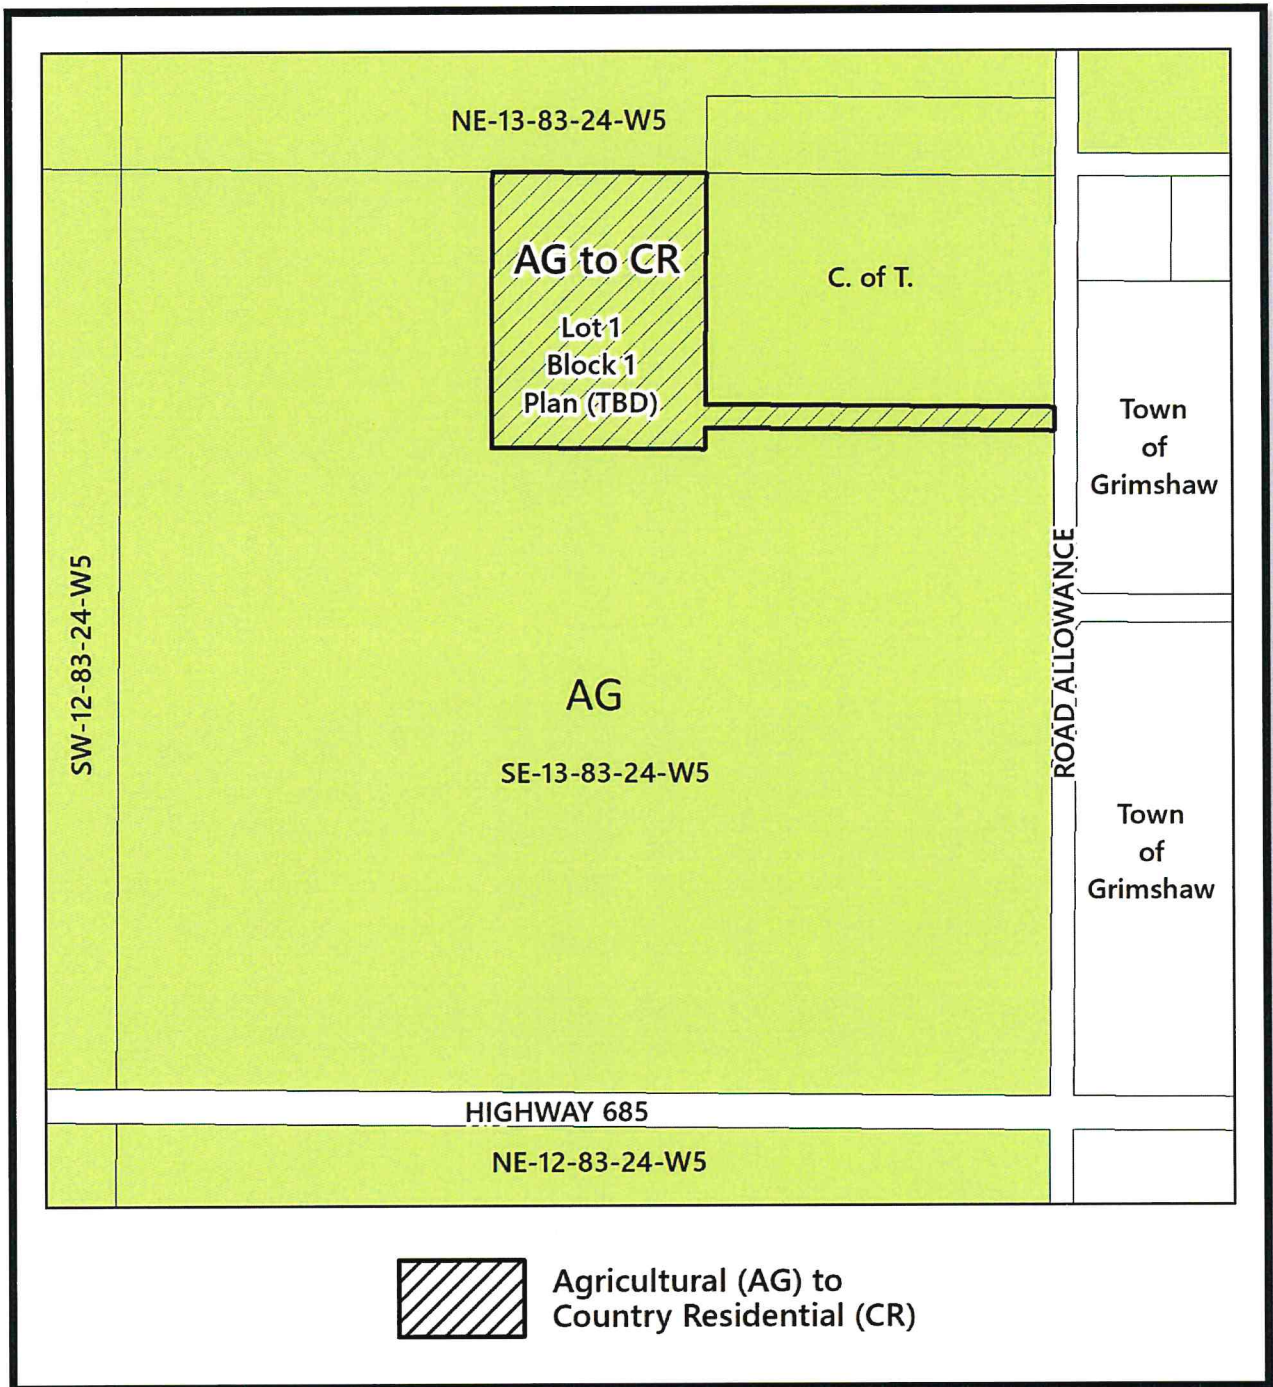 NE-13-83-24-W5
AG to CR
Lot 1
Block 1
Plan (TBD)
C. of T.
Town
of
Grimshaw
SW-12-83-24-W5
ROAD ALLOWANCE
AG
SE-13-83-24-W5
Town
of
Grimshaw
HIGHWAY 685
NE-12-83-24-W5
Agricultural (AG) to
Country Residential (CR)